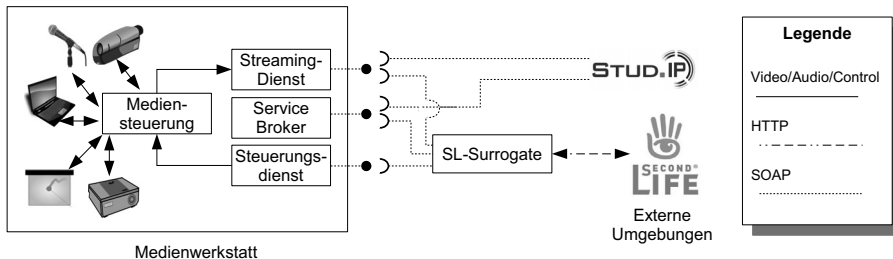 Streaming-
Dienst
Medien-
steuerung
Service
Broker
Steuerungs-
dienst
Medienwerkstatt
STUD.IP
SL-Surrogate
SECOND®
LIFE
Externe
Umgebungen
Legende
Video/Audio/Control
HTTP
SOAP